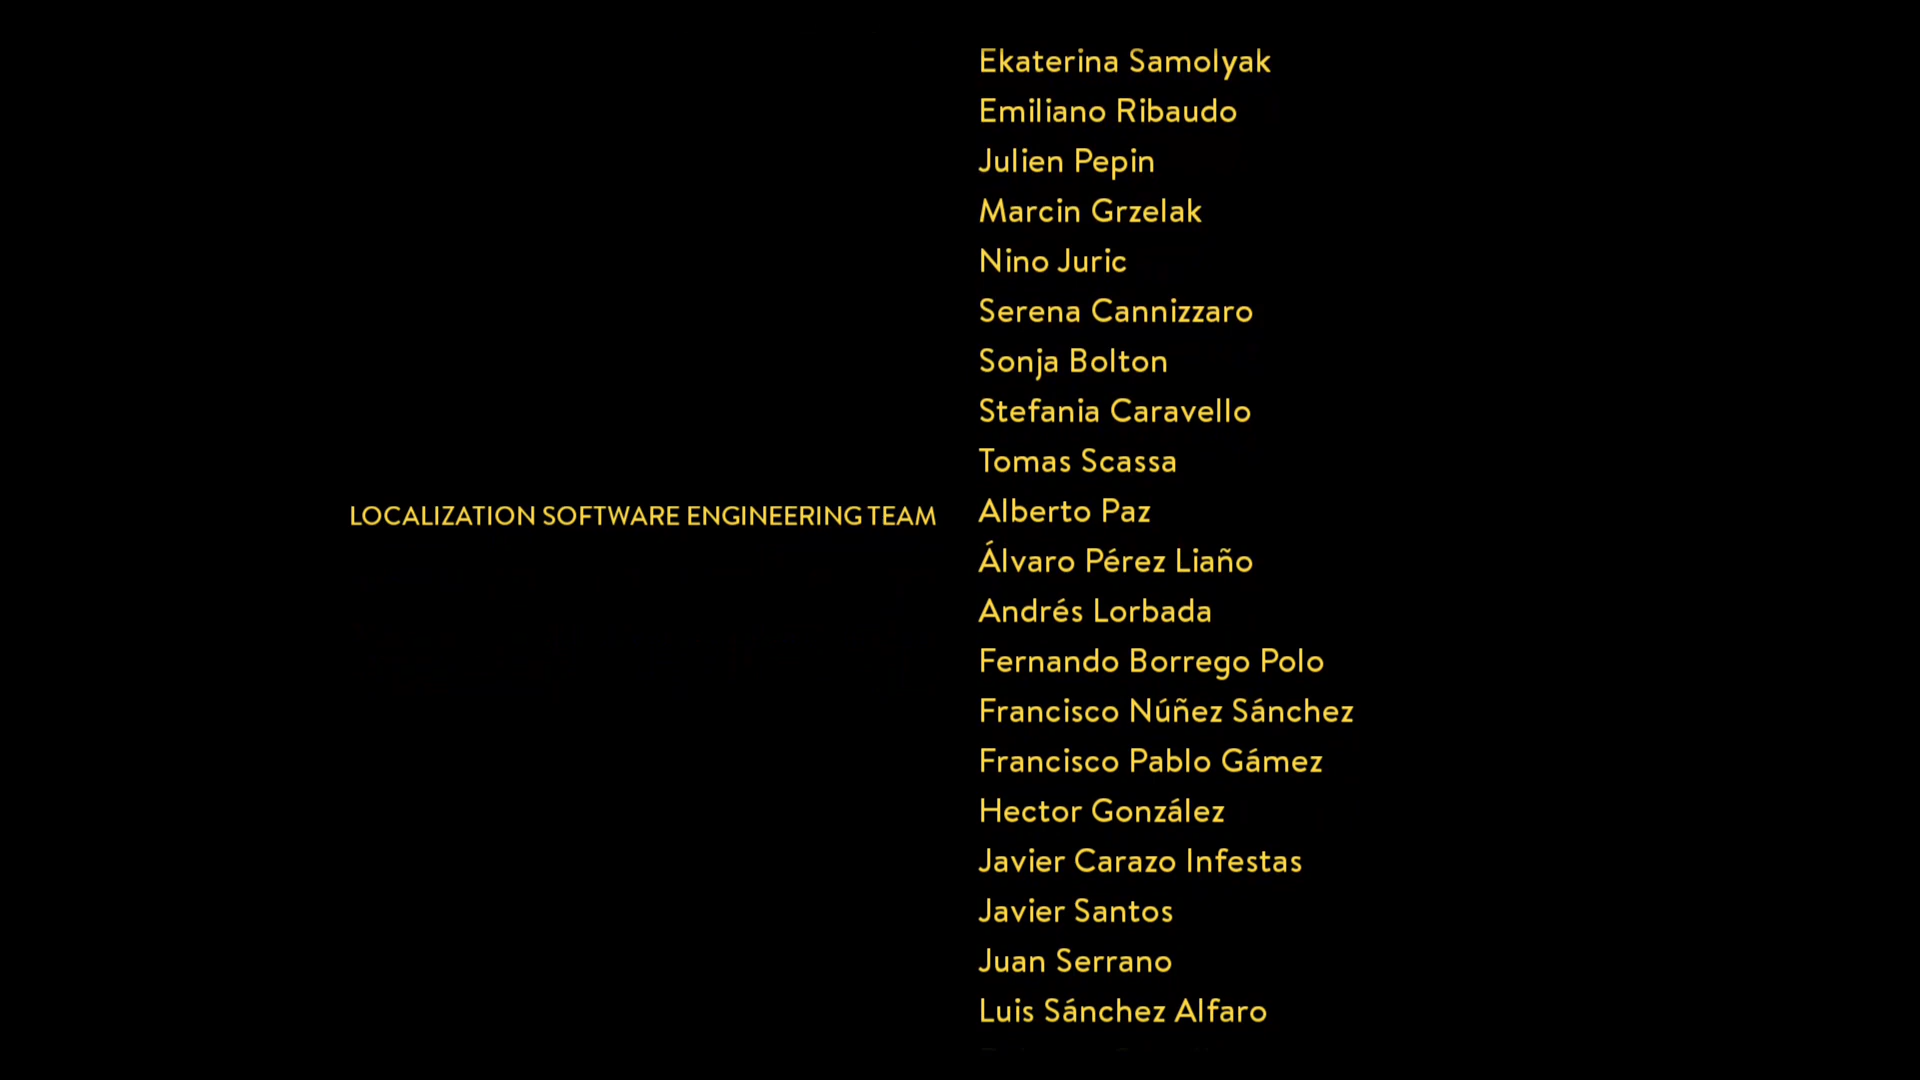 Ekaterina Samolyak
Emiliano Ribaudo
Julien Pepin
Marcin Grzelak
Nino Juric
Serena Cannizzaro
Sonja Bolton
Stefania Caravello
Tomas Scassa
LOCALIZATION SOFTWARE ENGINEERING TEAM Alberto Paz
Álvaro Pérez Liaño
Andrés Lorbada
Fernando Borrego Polo
Francisco Núñez Sánchez
Francisco Pablo Gámez
Hector González
Javier Carazo Infestas
Javier Santos
Juan Serrano
Luis Sánchez Alfaro